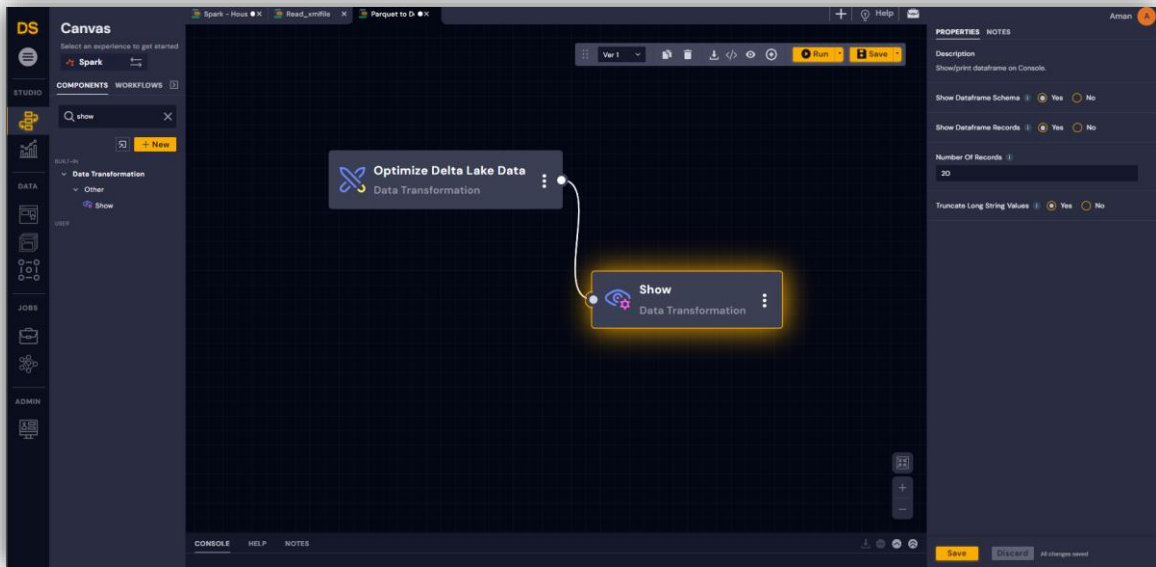 DS
STUDIO
DATA
JOBS
ADMIN
Canvas
Select an experience to get started
Spark
COMPONENTS WORKFLOWS
show
+ New
BUILT-IN
Data Transformation
Other
Show
USER
Spark - Hous
Read_xmlfile
Parquet to D
Help
Ver 1
Run
Save
Optimize Delta Lake Data
Data Transformation
Show
Data Transformation
CONSOLE HELP NOTES
Aman A
PROPERTIES NOTES
Description
Show/print dataframe on Console.
Show Dataframe Schema Yes No
Show Dataframe Records Yes No
Number Of Records
20
Truncate Long String Values Yes No
Save Discard All changes saved